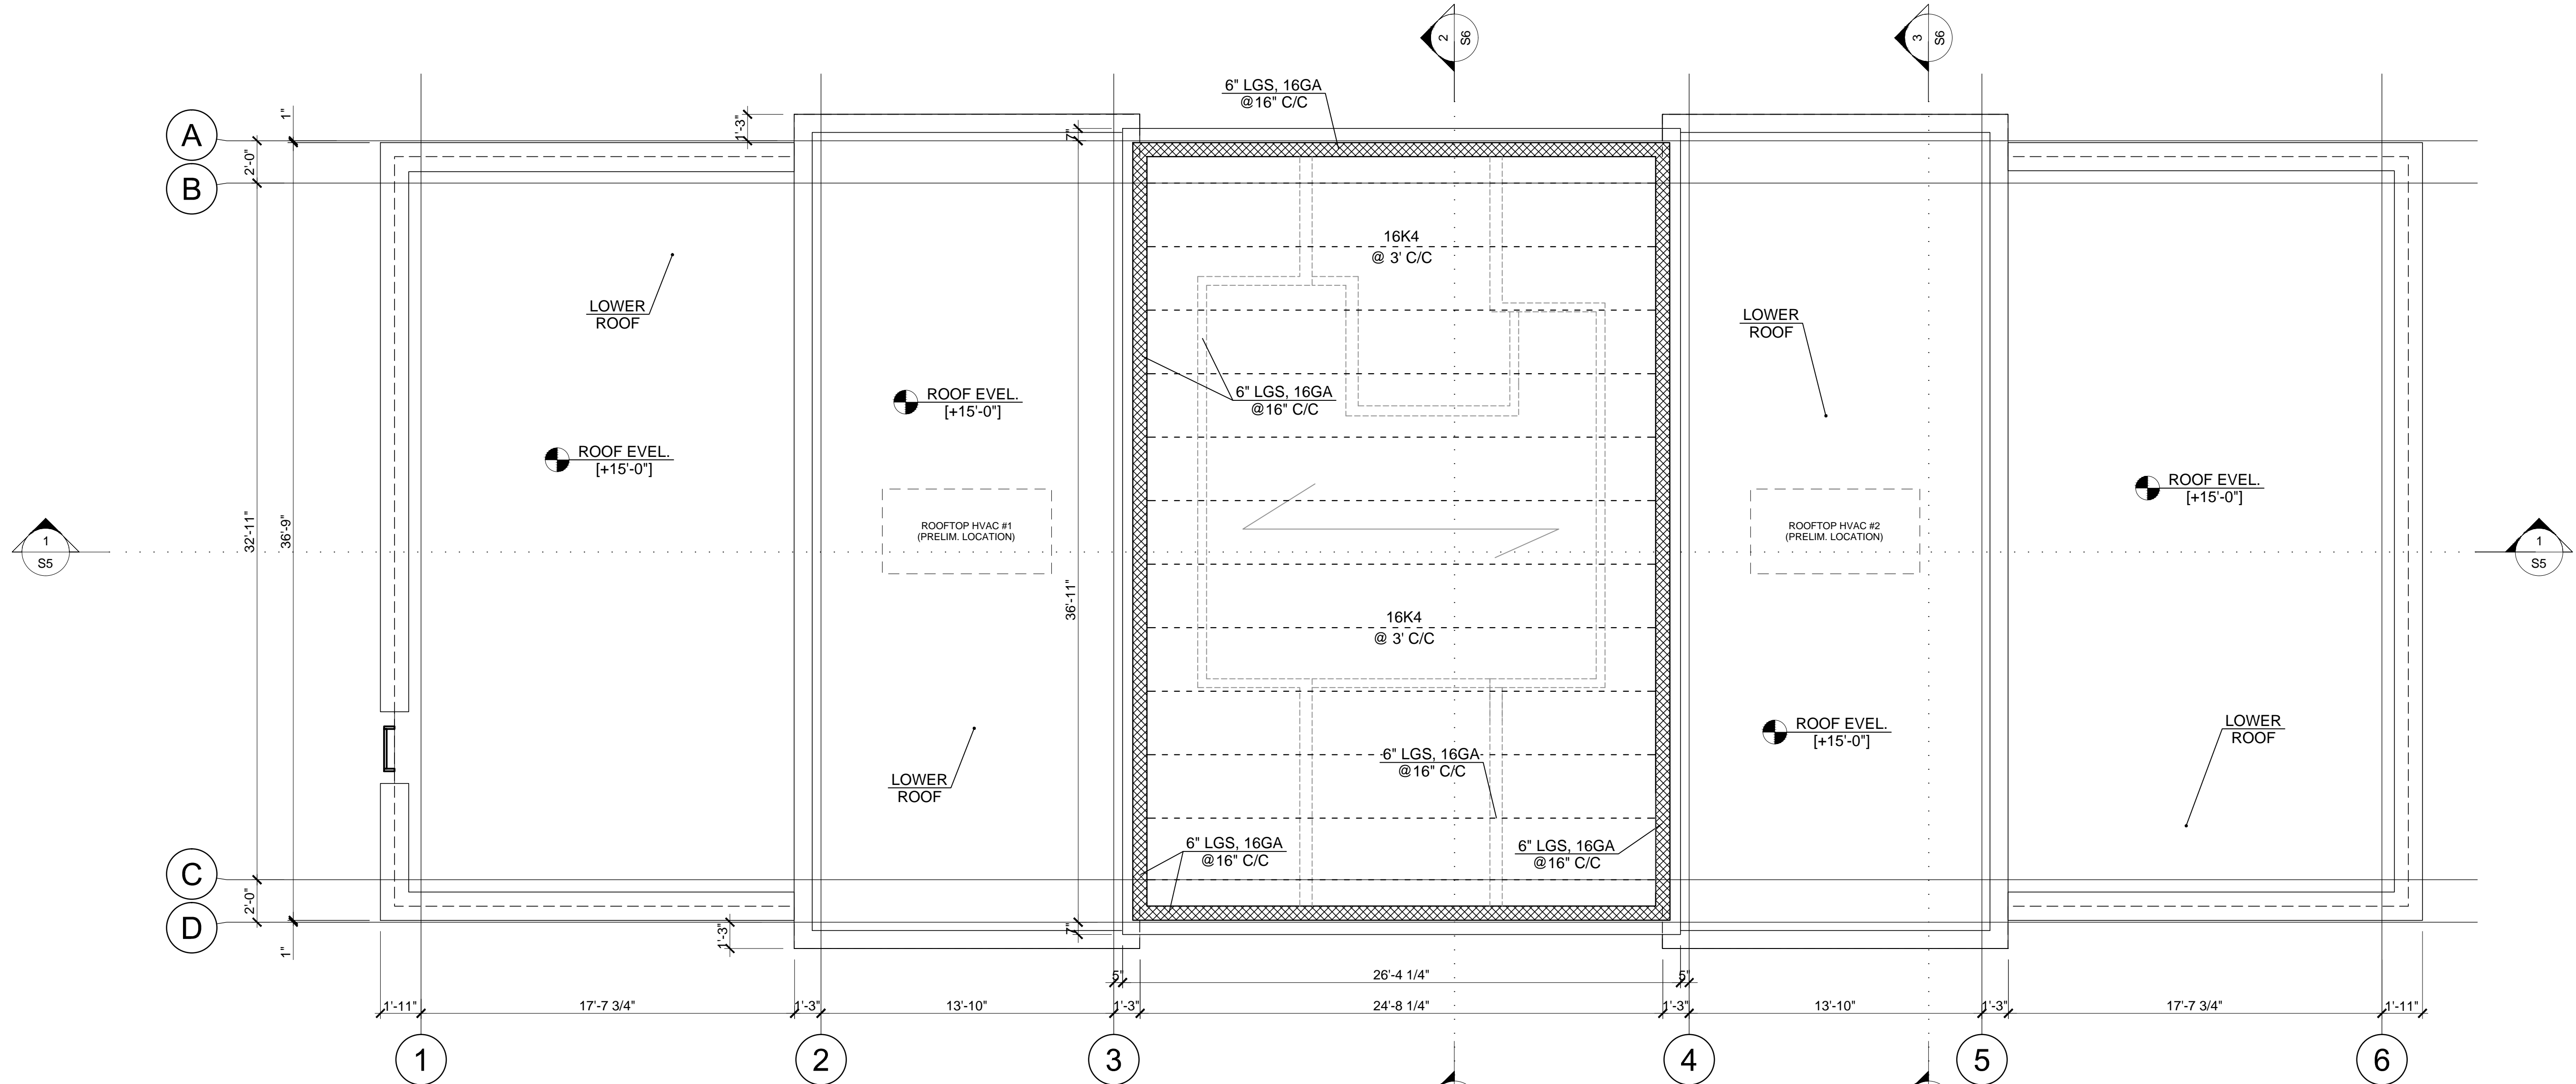 2
S6
3
S6
6" LGS, 16GA
@16" C/C
A
B
1"
2'-0"
1'-3"
7"
16K4
@ 3' C/C
LOWER
ROOF
LOWER
ROOF
ROOF EVEL.
[+15'-0"]
6" LGS, 16GA
@16" C/C
ROOF EVEL.
[+15'-0"]
ROOF EVEL.
[+15'-0"]
32'-11"
36'-9"
36'-11"
ROOFTOP HVAC #1
(PRELIM. LOCATION)
ROOFTOP HVAC #2
(PRELIM. LOCATION)
1
S5
1
S5
16K4
@ 3' C/C
ROOF EVEL.
[+15'-0"]
LOWER
ROOF
6" LGS, 16GA
@16" C/C
LOWER
ROOF
6" LGS, 16GA
@16" C/C
6" LGS, 16GA
@16" C/C
C
D
2'-0"
1"
1'-3"
7"
5"
26'-4 1/4"
5"
1'-11"
17'-7 3/4"
1'-3"
13'-10"
1'-3"
24'-8 1/4"
1'-3"
13'-10"
1'-3"
17'-7 3/4"
1'-11"
1
2
3
4
5
6